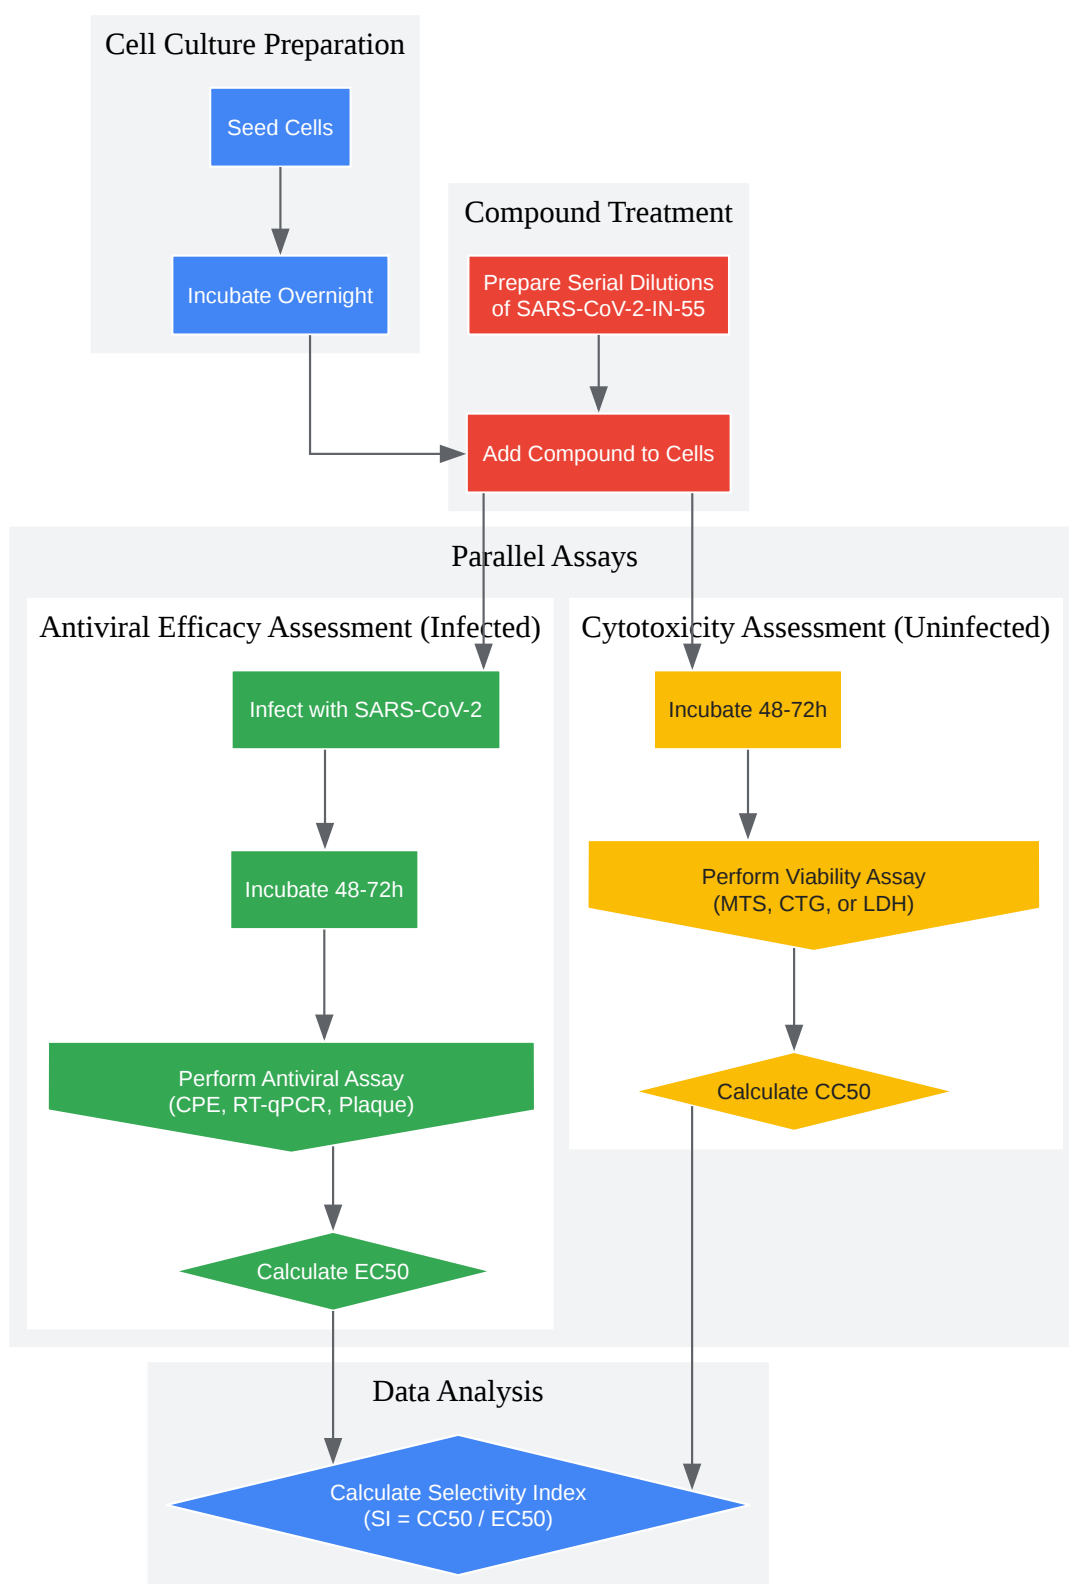 Cell Culture Preparation
Seed Cells
Incubate Overnight
Compound Treatment
Prepare Serial Dilutions
of SARS-CoV-2-IN-55
Add Compound to Cells
Parallel Assays
Antiviral Efficacy Assessment (Infected)
Infect with SARS-CoV-2
Incubate 48-72h
Perform Antiviral Assay
(CPE, RT-qPCR, Plaque)
Calculate EC50
Cytotoxicity Assessment (Uninfected)
Incubate 48-72h
Perform Viability Assay
(MTS, CTG, or LDH)
Calculate CC50
Data Analysis
Calculate Selectivity Index
(SI = CC50 / EC50)